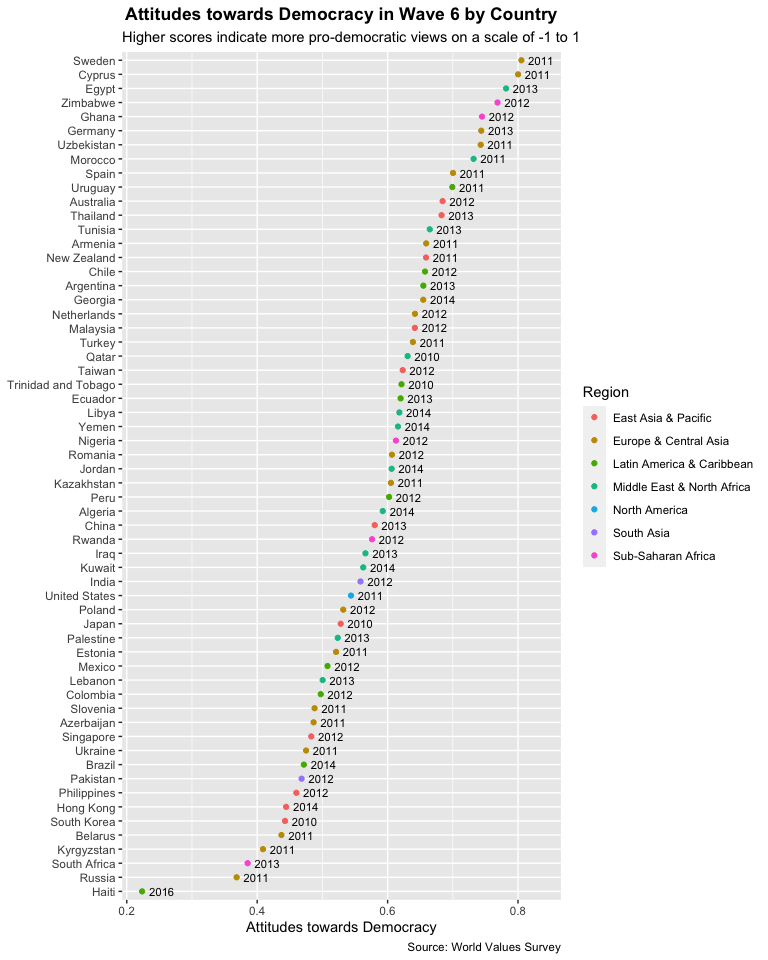 Attitudes towards Democracy in Wave 6 by Country
Higher scores indicate more pro-democratic views on a scale of -1 to 1
Sweden 2011
Cyprus 2011
Egypt 2013
Zimbabwe 2012
Ghana 2012
Germany 2013
Uzbekistan 2011
Morocco 2011
Spain 2011
Uruguay 2011
Australia 2012
Thailand 2013
Tunisia 2013
Armenia 2011
New Zealand 2011
Chile 2012
Argentina 2013
Georgia 2014
Netherlands 2012
Malaysia 2012
Turkey 2011
Qatar 2010
Taiwan 2012
Trinidad and Tobago 2010
Ecuador 2013
Libya 2014
Yemen 2014
Nigeria 2012
Romania 2012
Jordan 2014
Kazakhstan 2011
Peru 2012
Algeria 2014
China 2013
Rwanda 2012
Iraq 2013
Kuwait 2014
India 2012
United States 2011
Poland 2012
Japan 2010
Palestine 2013
Estonia 2011
Mexico 2012
Lebanon 2013
Colombia 2012
Slovenia 2011
Azerbaijan 2011
Singapore 2012
Ukraine 2011
Brazil 2014
Pakistan 2012
Philippines 2012
Hong Kong 2014
South Korea 2010
Belarus 2011
Kyrgyzstan 2011
South Africa 2013
Russia 2011
Haiti 2016
0.2 0.4 0.6 0.8
Attitudes towards Democracy
Source: World Values Survey
Region
East Asia & Pacific
Europe & Central Asia
Latin America & Caribbean
Middle East & North Africa
North America
South Asia
Sub-Saharan Africa